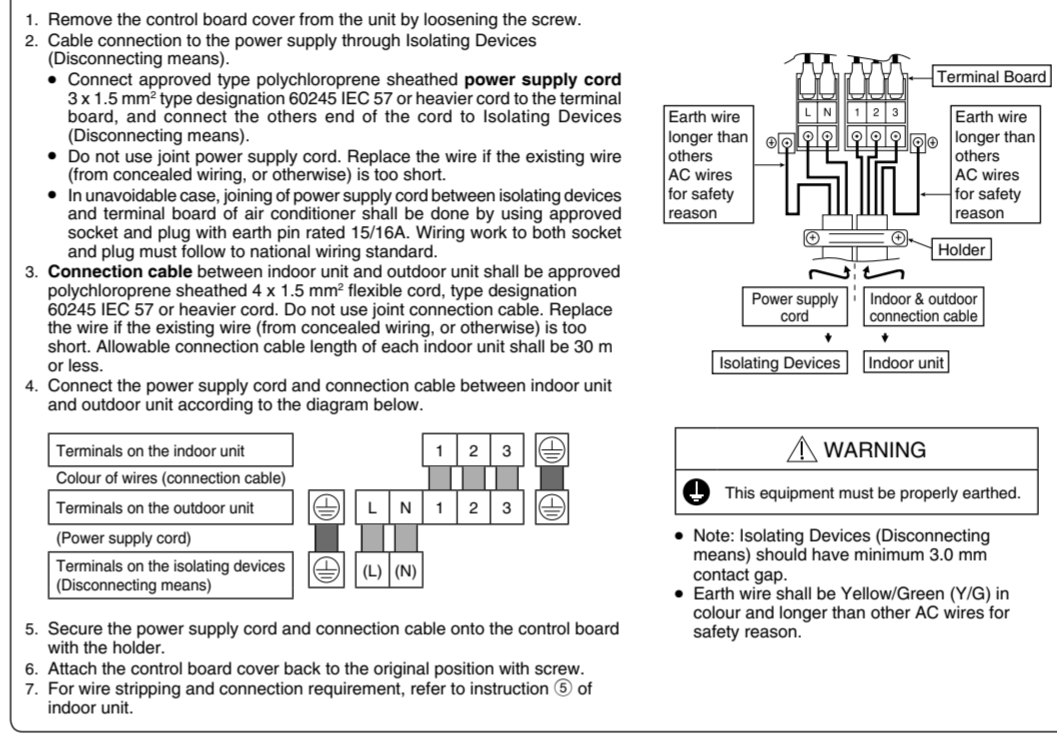 1. Remove the control board cover from the unit by loosening the screw.
2. Cable connection to the power supply through Isolating Devices
(Disconnecting means).
• Connect approved type polychloroprene sheathed power supply cord
3 x 1.5 mm² type designation 60245 IEC 57 or heavier cord to the terminal
board, and connect the others end of the cord to Isolating Devices
(Disconnecting means).
• Do not use joint power supply cord. Replace the wire if the existing wire
(from concealed wiring, or otherwise) is too short.
• In unavoidable case, joining of power supply cord between isolating devices
and terminal board of air conditioner shall be done by using approved
socket and plug with earth pin rated 15/16A. Wiring work to both socket
and plug must follow to national wiring standard.
3. Connection cable between indoor unit and outdoor unit shall be approved
polychloroprene sheathed 4 x 1.5 mm² flexible cord, type designation
60245 IEC 57 or heavier cord. Do not use joint connection cable. Replace
the wire if the existing wire (from concealed wiring, or otherwise) is too
short. Allowable connection cable length of each indoor unit shall be 30 m
or less.
4. Connect the power supply cord and connection cable between indoor unit
and outdoor unit according to the diagram below.
Terminals on the indoor unit
1 2 3
Colour of wires (connection cable)
Terminals on the outdoor unit
L N 1 2 3
(Power supply cord)
Terminals on the isolating devices
(Disconnecting means)
(L) (N)
5. Secure the power supply cord and connection cable onto the control board
with the holder.
6. Attach the control board cover back to the original position with screw.
7. For wire stripping and connection requirement, refer to instruction ⑤ of
indoor unit.
Terminal Board
L N 1 2 3
Earth wire
longer than
others
AC wires
for safety
reason
Earth wire
longer than
others
AC wires
for safety
reason
Holder
Power supply
cord
Indoor & outdoor
connection cable
Isolating Devices
Indoor unit
WARNING
This equipment must be properly earthed.
• Note: Isolating Devices (Disconnecting
means) should have minimum 3.0 mm
contact gap.
• Earth wire shall be Yellow/Green (Y/G) in
colour and longer than other AC wires for
safety reason.